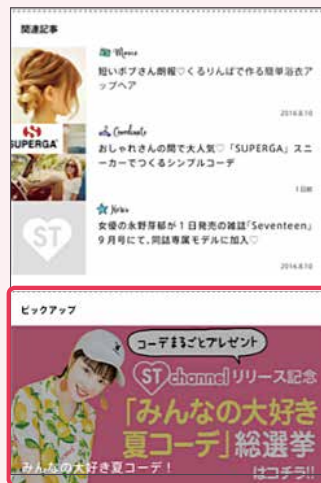 関連記事
Movie
短いボブさん朗報♡くるりんぱで作る簡単浴衣ア
ップヘア
2016.8.10
SUPERGA
Coordinate
おしゃれさんの間で大人気♡「SUPERGA」スニ
ーカーでつくるシンプルコーデ
1日前
ST
News
女優の永野芽郁が1日発売の雑誌「Seventeen」
9月号にて、同誌専属モデルに加入♡
2016.8.10
ピックアップ
コーデまるごとプレゼント
ST channel リリース記念
「みんなの大好き
夏コーデ」総選挙
みんなの大好き夏コーデ！
はコチラ!!